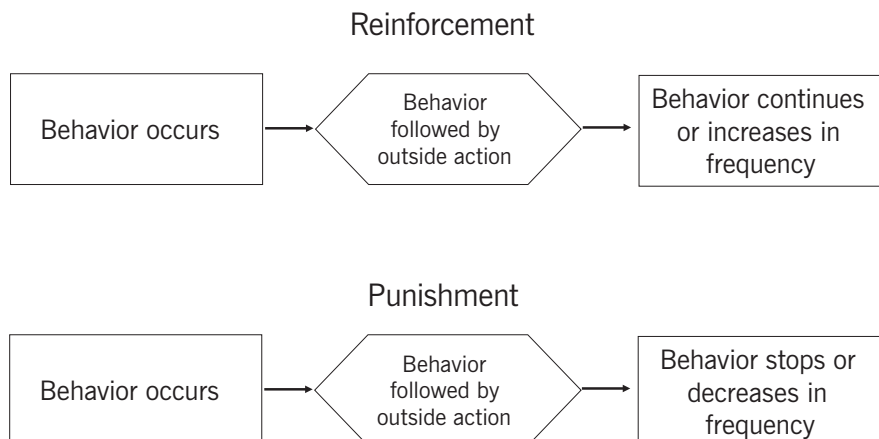 Reinforcement
Behavior occurs
Behavior
followed by
outside action
Behavior continues
or increases in
frequency
Punishment
Behavior occurs
Behavior
followed by
outside action
Behavior stops or
decreases in
frequency